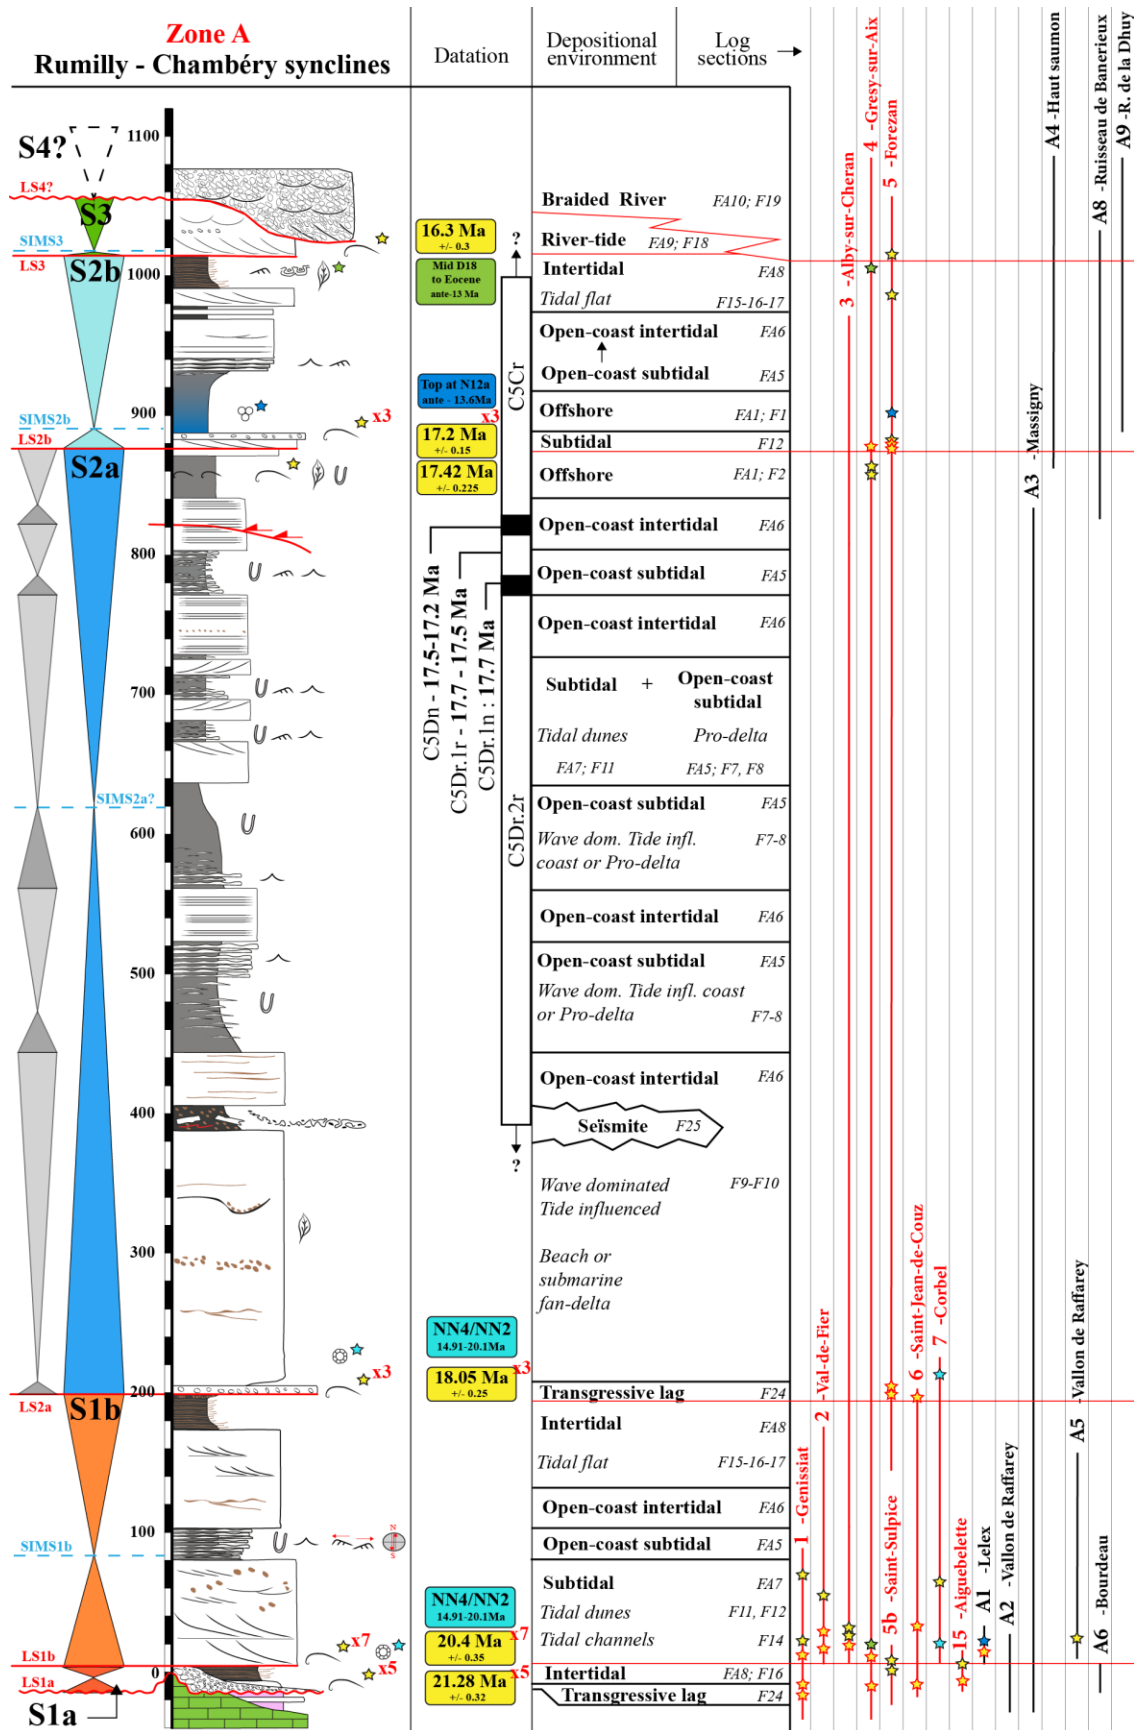 Zone A
Rumilly - Chambéry synclines
Datation
Depositional
environment
Log
sections
S4?
LS4?
S3
SIMS3
LS3
S2b
SIMS2b
LS2b
S2a
SIMS2a?
LS2a
S1b
SIMS1b
LS1b
LS1a
S1a
1100
1000
900
800
700
600
500
400
300
200
100
0
x3
x3
x7
x5
N
S
16.3 Ma
+/- 0.3
Mid D18
to Eocene
ante-13 Ma
Top at N12a
ante - 13.6Ma
x3
17.2 Ma
+/- 0.15
17.42 Ma
+/- 0.225
C5Dn - 17.5-17.2 Ma
C5Dr.1r - 17.7 - 17.5 Ma
C5Dr.1n : 17.7 Ma
NN4/NN2
14.91-20.1Ma
x3
18.05 Ma
+/- 0.25
NN4/NN2
14.91-20.1Ma
x7
20.4 Ma
+/- 0.35
x5
21.28 Ma
+/- 0.32
?
C5Cr
C5Dr.2r
?
Braided River FA10; F19
River-tide FA9; F18
Intertidal FA8
Tidal flat F15-16-17
Open-coast intertidal FA6
Open-coast subtidal FA5
Offshore FA1; F1
Subtidal F12
Offshore FA1; F2
Open-coast intertidal FA6
Open-coast subtidal FA5
Open-coast intertidal FA6
Subtidal + Open-coast
subtidal
Tidal dunes Pro-delta
FA7; F11 FA5; F7, F8
Open-coast subtidal FA5
Wave dom. Tide infl. F7-8
coast or Pro-delta
Open-coast intertidal FA6
Open-coast subtidal FA5
Wave dom. Tide infl. coast
or Pro-delta F7-8
Open-coast intertidal FA6
Seïsmite F25
Wave dominated F9-F10
Tide influenced
Beach or
submarine
fan-delta
Transgressive lag F24
Intertidal FA8
Tidal flat F15-16-17
Open-coast intertidal FA6
Open-coast subtidal FA5
Subtidal FA7
Tidal dunes F11, F12
Tidal channels F14
Intertidal FA8; F16
Transgressive lag F24
1 -Genissiat
2 -Val-de-Fier
3 -Alby-sur-Cheran
4 -Gresy-sur-Aix
5 -Forezan
5b -Saint-Sulpice
6 -Saint-Jean-de-Couz
7 -Corbel
15 -Aiguebelette
A1 -Lelex
A2 -Vallon de Raffarey
A3 -Massigny
A4 -Haut saumon
A5 -Vallon de Raffarey
A6 -Bourdeau
A8 -Ruisseau de Banerieux
A9 -R. de la Dhuy